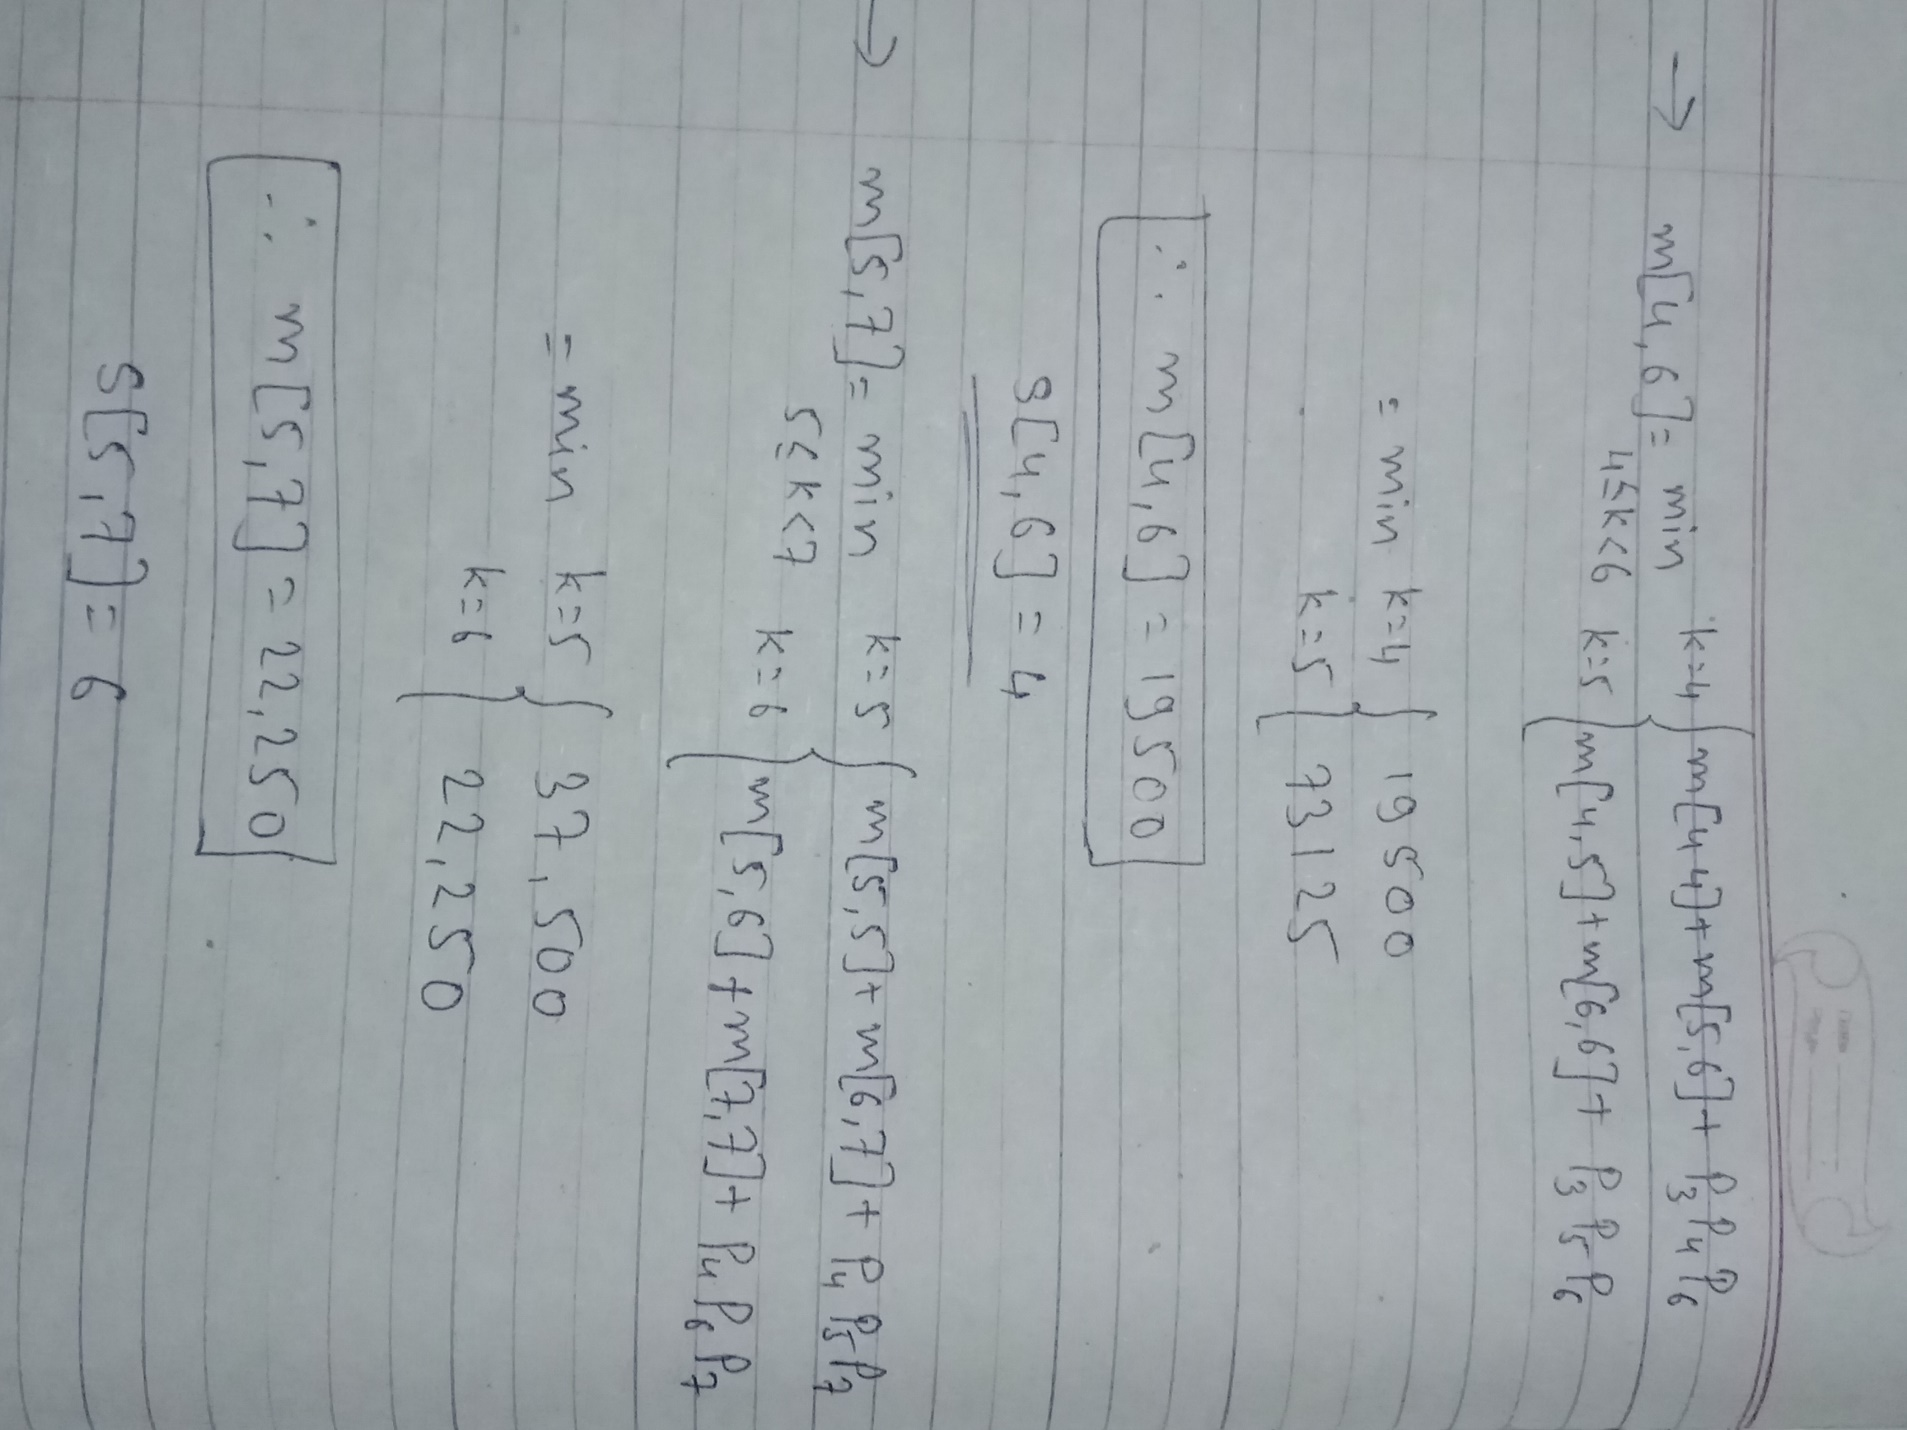 → m[4,6] = min k=4 { m[4 4] + m[5,6] + P3 P4 P6
4≤k<6 k=5 { m[4,5] + m[6,6] + P3 P5 P6
= min k=4 { 19500
k=5 { 73125
∴ m[4,6] = 19500
S[4,6] = 4
→ m[5,7] = min k=5 { m[5,5] + m[6,7] + P4 P5 P7
5≤k<7 k=6 { m[5,6] + m[7,7] + P4 P6 P7
= min k=5 { 37,500
k=6 { 22,250
∴ m[5,7] = 22,250
S[5,7] = 6